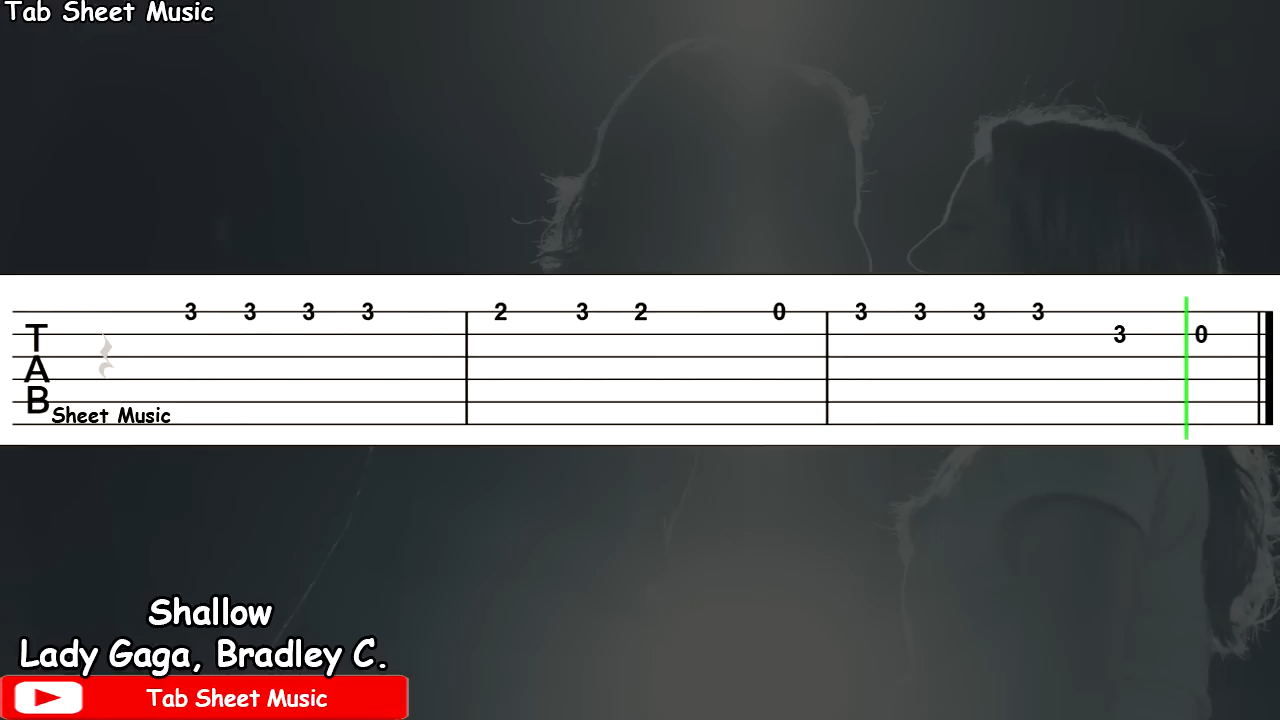 Tab Sheet Music
3 3 3 3 2 3 2 0 3 3 3 3
T 3 0
A
B
Sheet Music
Shallow
Lady Gaga, Bradley C.
Tab Sheet Music